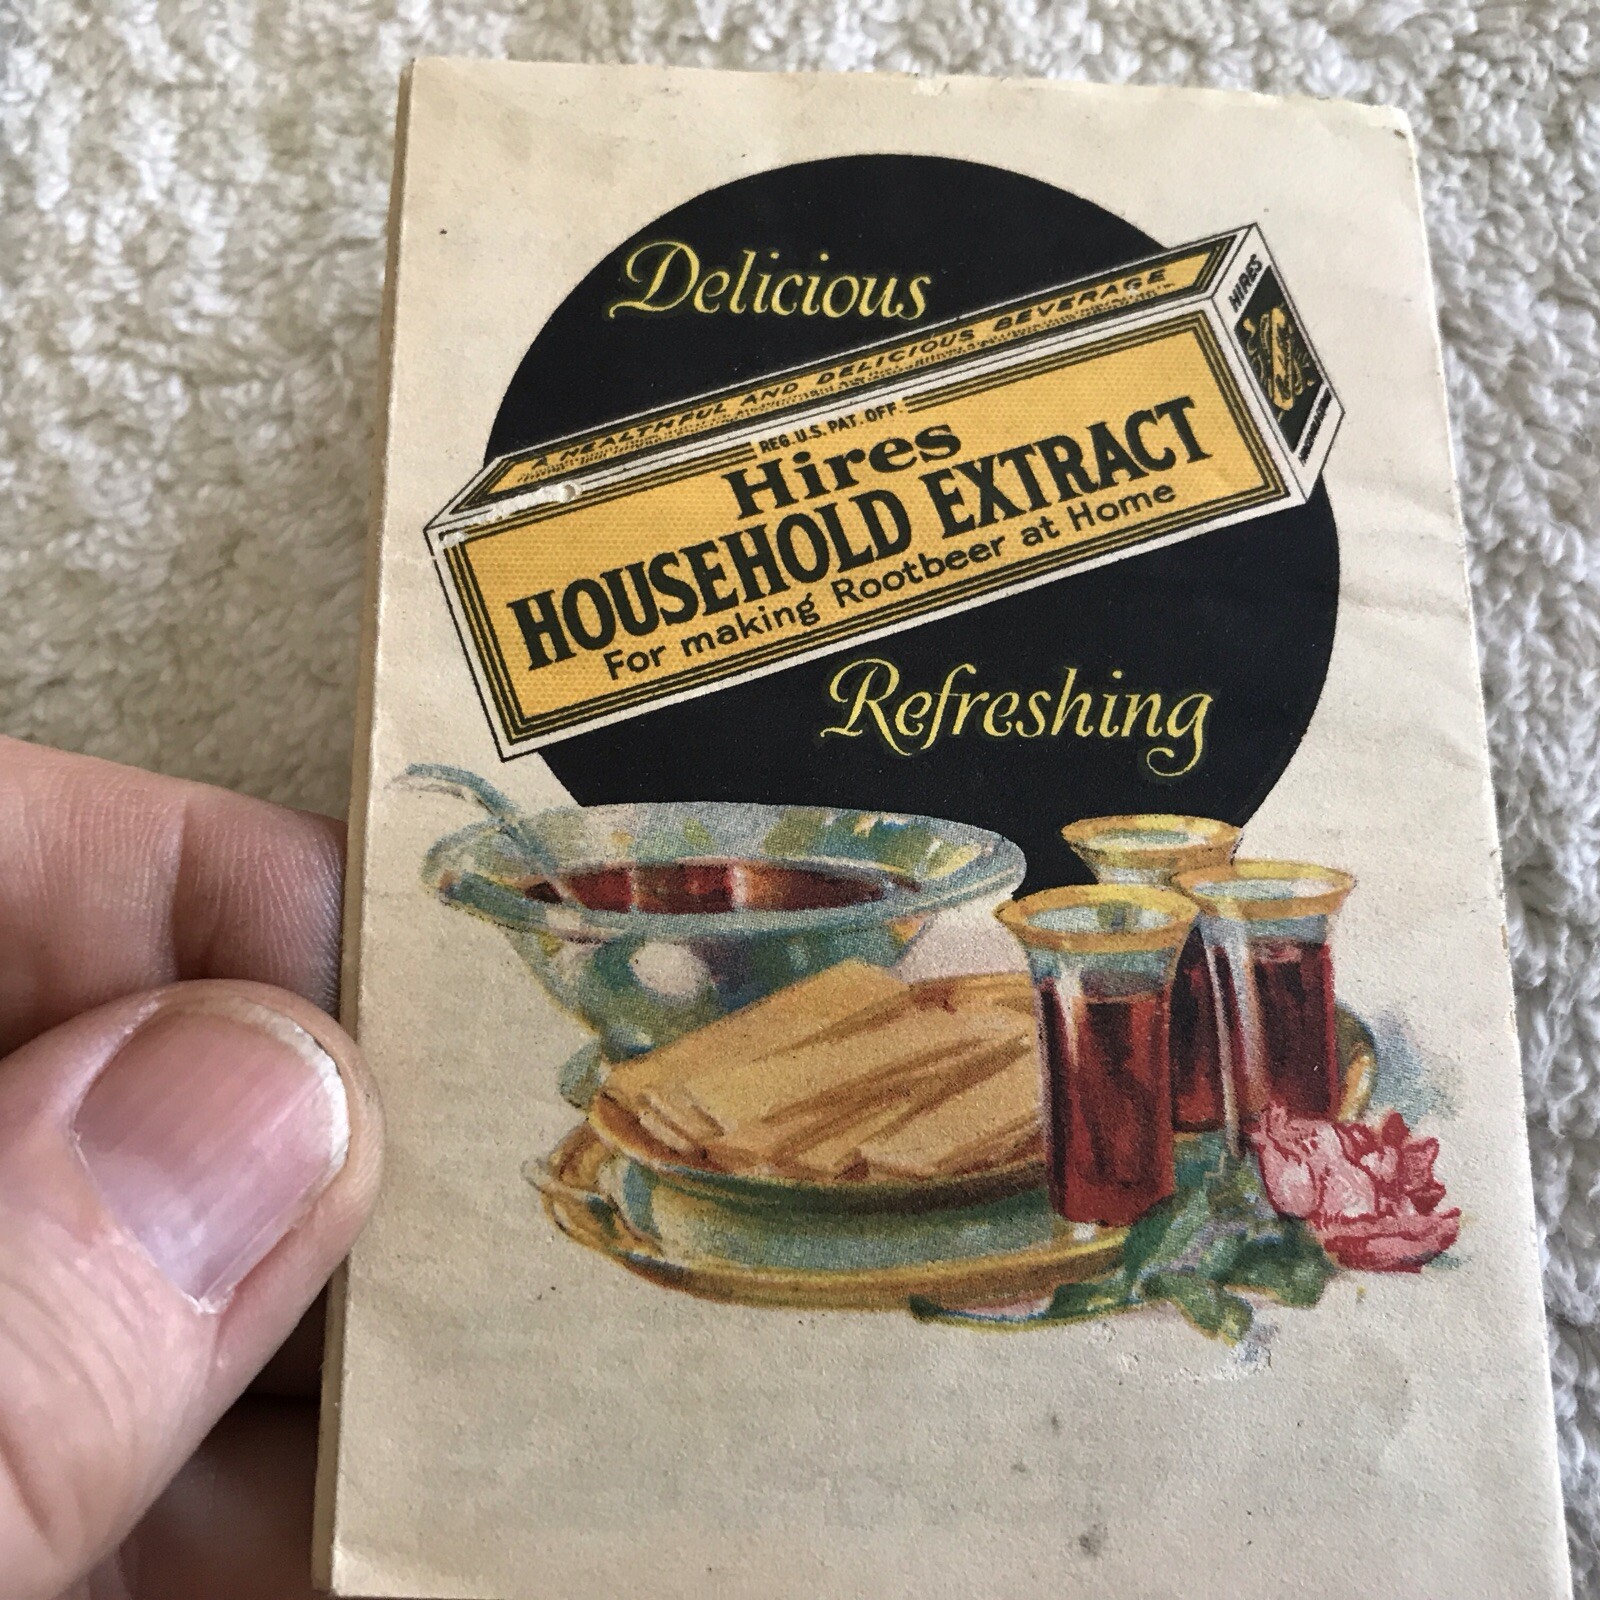 Delicious
A HEALTHFUL AND DELICIOUS BEVERAGE
HIRES
REG. U.S. PAT. OFF.
Hires
HOUSEHOLD EXTRACT
For making Rootbeer at Home
Refreshing